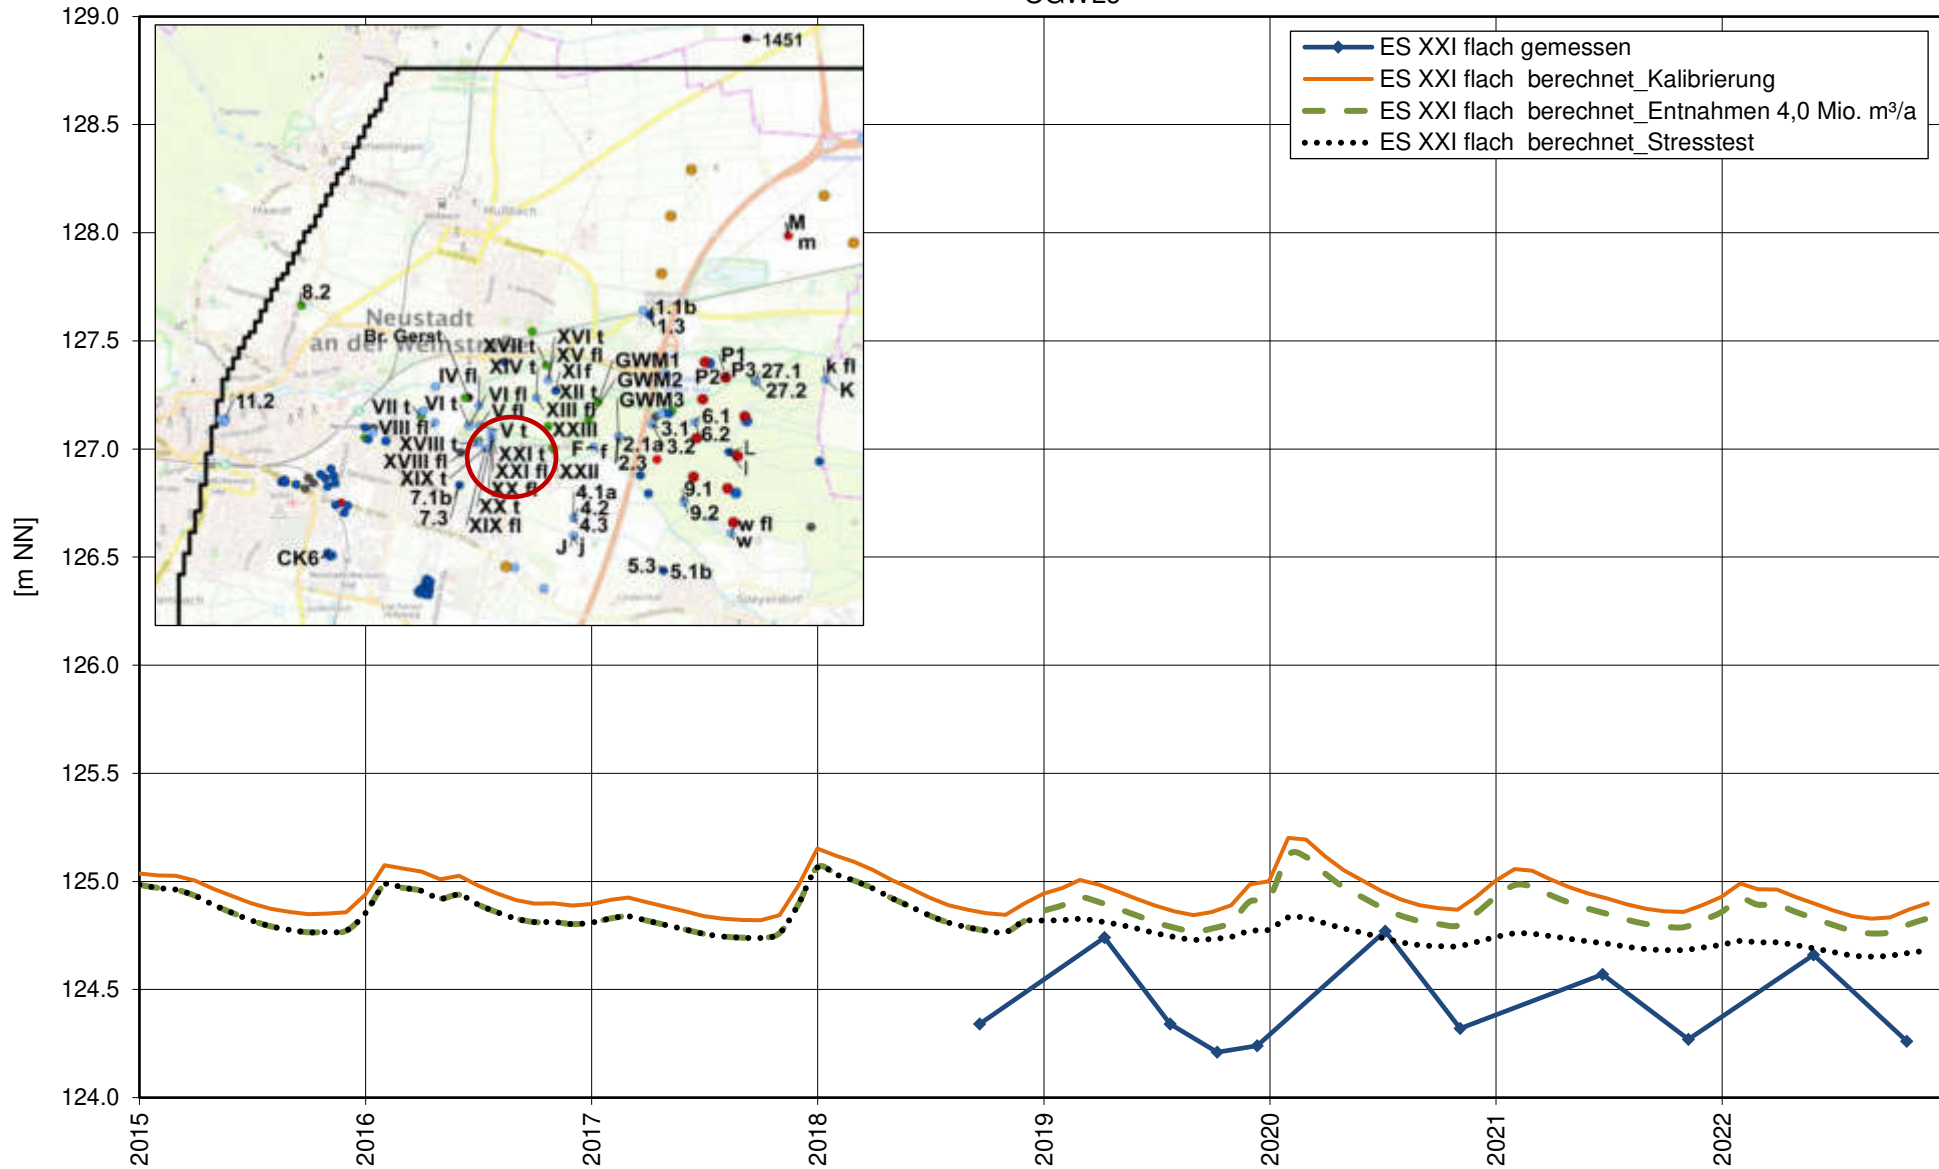 129.0
128.5
128.0
127.5
127.0
126.5
126.0
125.5
125.0
124.5
124.0
[m NN]
2015
2016
2017
2018
2019
2020
2021
2022
ES XXI flach gemessen
ES XXI flach berechnet_Kalibrierung
ES XXI flach berechnet_Entnahmen 4,0 Mio. m³/a
ES XXI flach berechnet_Stresstest
1451
Haardt
Mußbach
M
m
8.2
Neustadt
an der Weinstr
Br. Gerst
1.1b
1.3
XVII t
XVI t
XV fl
XIV t
XI f
GWM1
GWM2
GWM3
P1
P2
P3
27.1
27.2
k fl
K
IV fl
VI fl
XII t
11.2
VII t
VI t
V fl
XIII fl
VIII fl
V t
XXIII
3.1
6.1
6.2
XVIII t
XVIII fl
XXI t
F
f
2.1a
3.2
L
l
XIX t
XXI fl
XXII
2.3
7.1b
XX fl
4.1a
9.1
7.3
XX t
4.2
9.2
XIX fl
4.3
w fl
w
J
j
CK6
5.3
5.1b
Speyerdorf